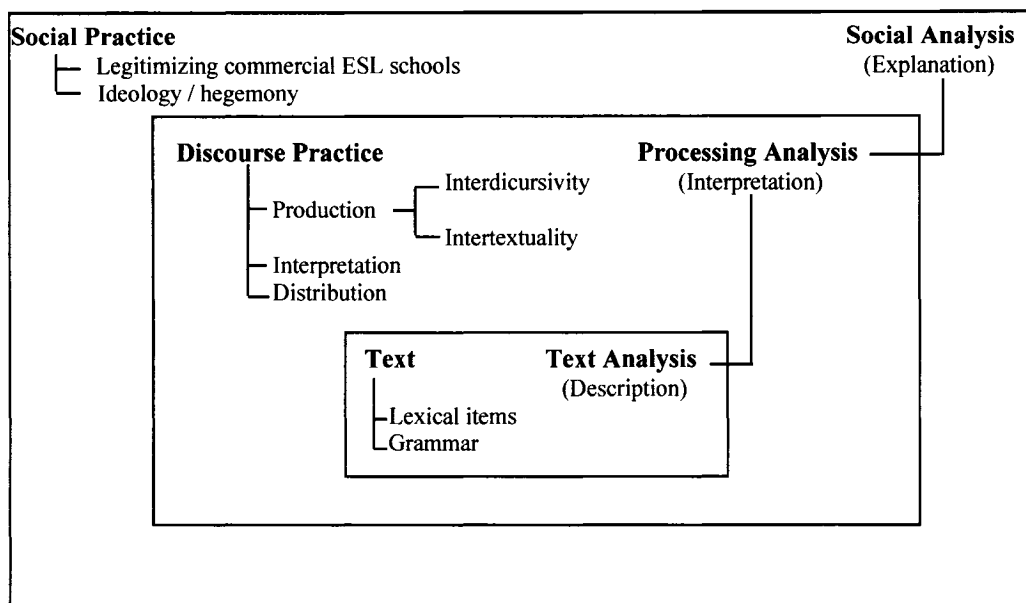 Social Practice
Legitimizing commercial ESL schools
Ideology / hegemony
Social Analysis
(Explanation)
Discourse Practice
Production
Interdicursivity
Intertextuality
Interpretation
Distribution
Processing Analysis
(Interpretation)
Text
Lexical items
Grammar
Text Analysis
(Description)